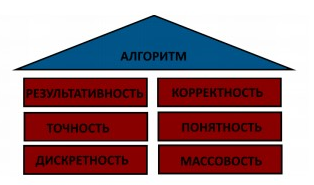 АЛГОРИТМ
РЕЗУЛЬТАТИВНОСТЬ КОРРЕКТНОСТЬ
ТОЧНОСТЬ ПОНЯТНОСТЬ
ДИСКРЕТНОСТЬ МАССОВОСТЬ